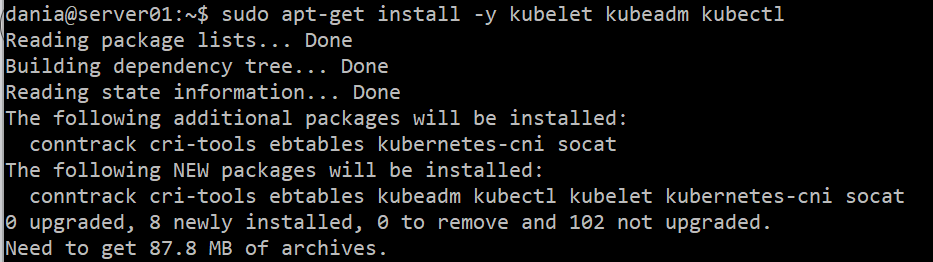 dania@server01:~$ sudo apt-get install -y kubelet kubeadm kubectl
Reading package lists... Done
Building dependency tree... Done
Reading state information... Done
The following additional packages will be installed:
  conntrack cri-tools ebtables kubernetes-cni socat
The following NEW packages will be installed:
  conntrack cri-tools ebtables kubeadm kubectl kubelet kubernetes-cni socat
0 upgraded, 8 newly installed, 0 to remove and 102 not upgraded.
Need to get 87.8 MB of archives.